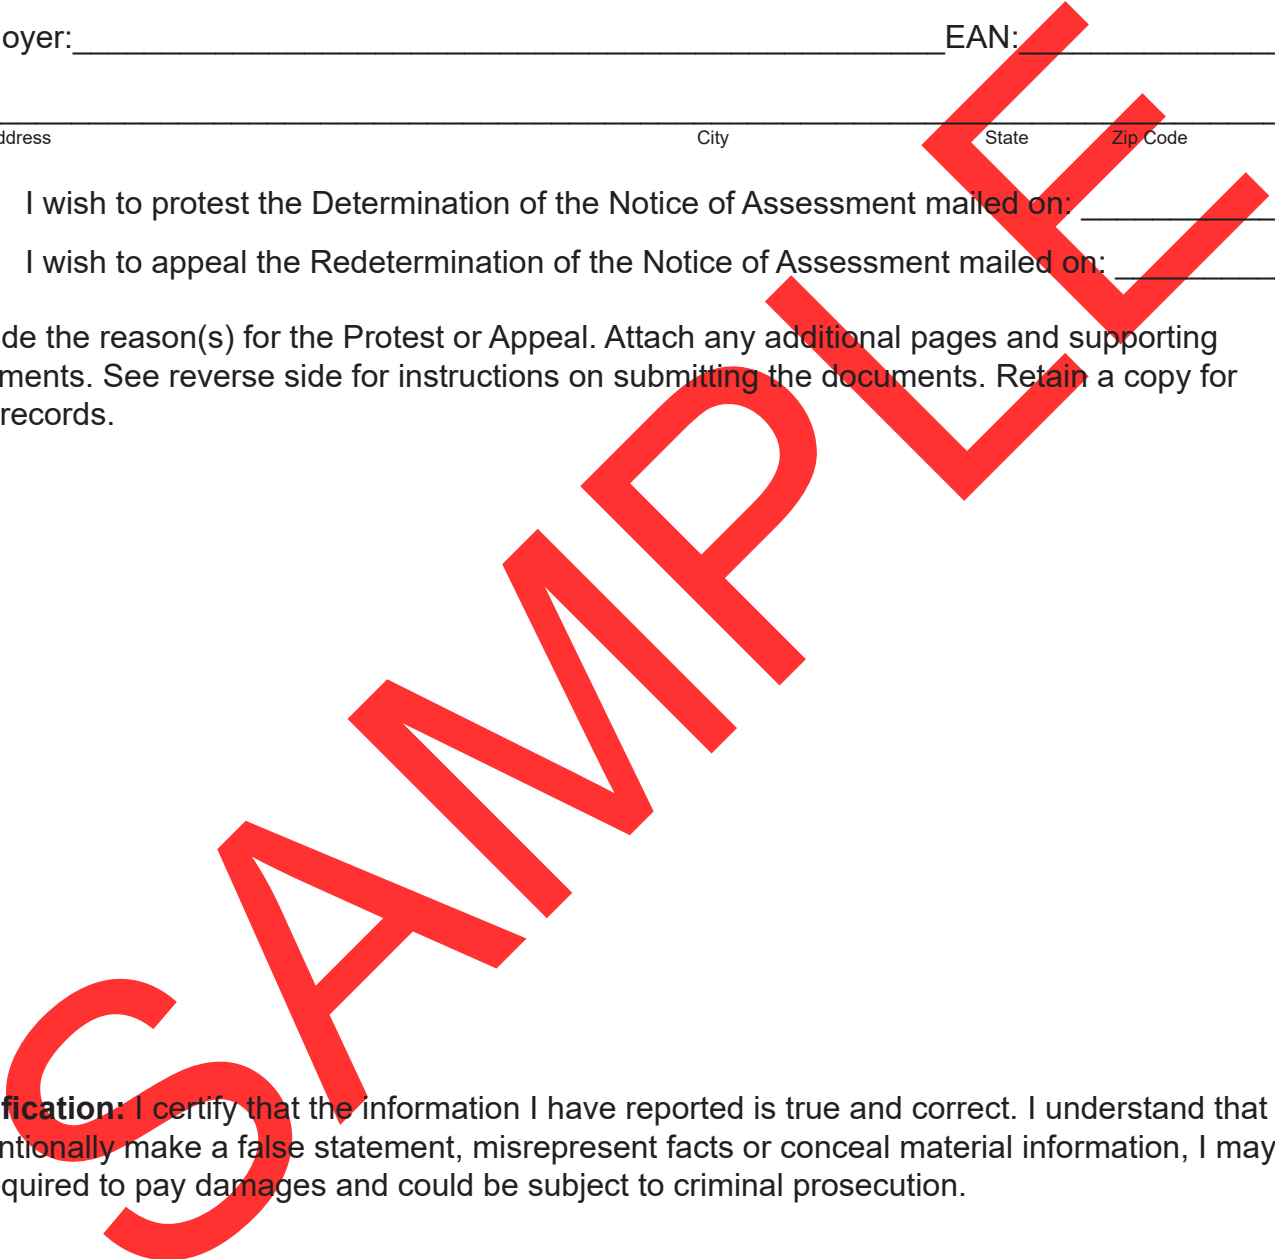 oyer:________________________________________________EAN:______________
ddress City State Zip Code
I wish to protest the Determination of the Notice of Assessment mailed on: ___________
I wish to appeal the Redetermination of the Notice of Assessment mailed on: _________
de the reason(s) for the Protest or Appeal. Attach any additional pages and supporting
ments. See reverse side for instructions on submitting the documents. Retain a copy for
records.
SAMPLE
fication: I certify that the information I have reported is true and correct. I understand that
ntionally make a false statement, misrepresent facts or conceal material information, I may
quired to pay damages and could be subject to criminal prosecution.